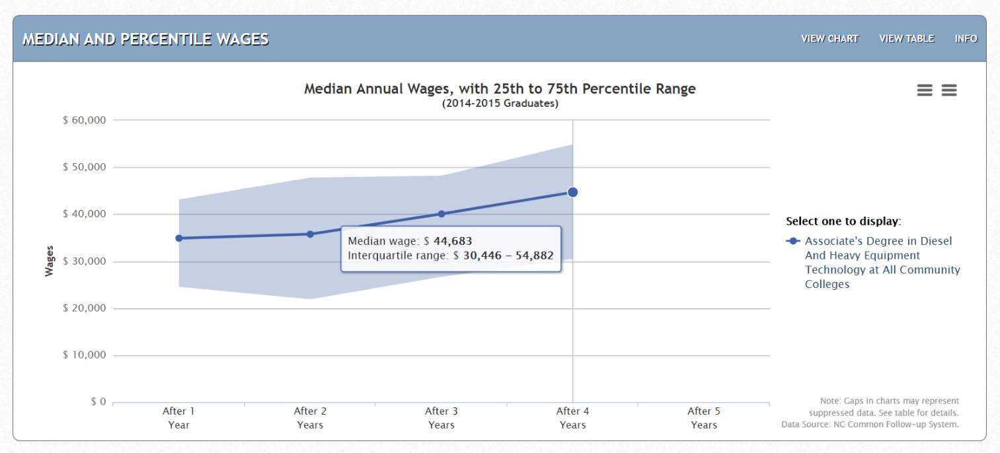 MEDIAN AND PERCENTILE WAGES
VIEW CHART
VIEW TABLE
INFO
Median Annual Wages, with 25th to 75th Percentile Range
(2014-2015 Graduates)
$ 60,000
$ 50,000
$ 40,000
$ 30,000
$ 20,000
$ 10,000
$ 0
Wages
Median wage: $ 44,683
Interquartile range: $ 30,446 – 54,882
After 1
Year
After 2
Years
After 3
Years
After 4
Years
After 5
Years
Select one to display:
Associate's Degree in Diesel
And Heavy Equipment
Technology at All Community
Colleges
Note: Gaps in charts may represent
suppressed data. See table for details.
Data Source: NC Common Follow-up System.